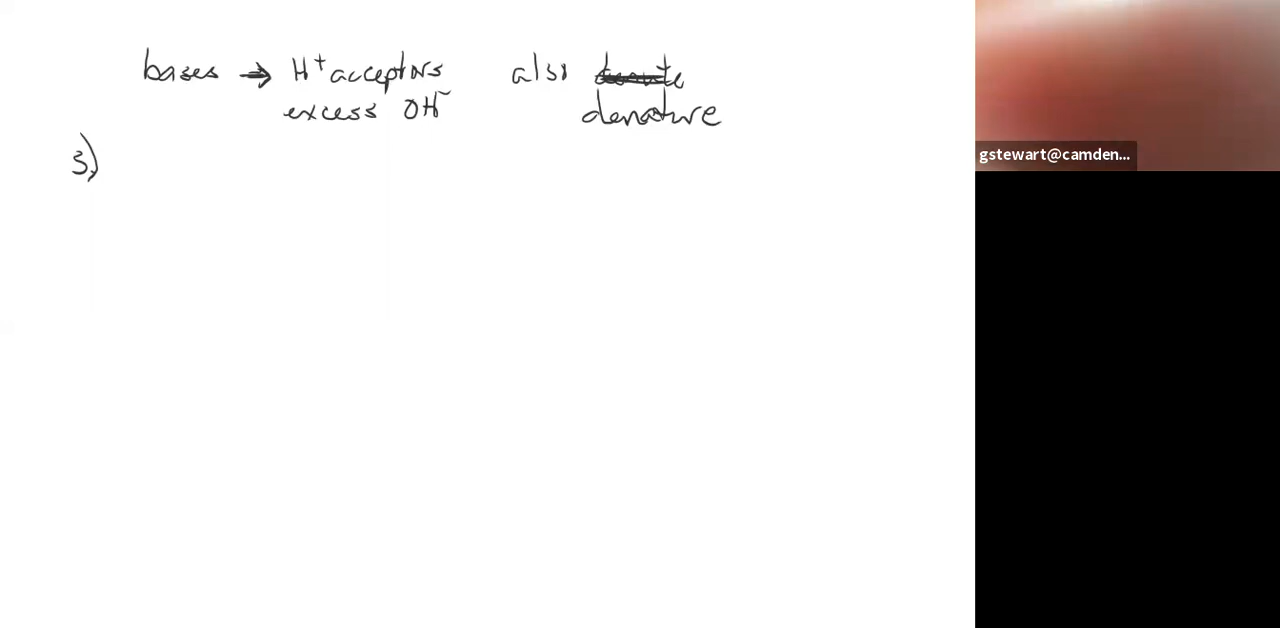 bases → H⁺ acceptors also
excess OH⁻ denature
3)
gstewart@camden...